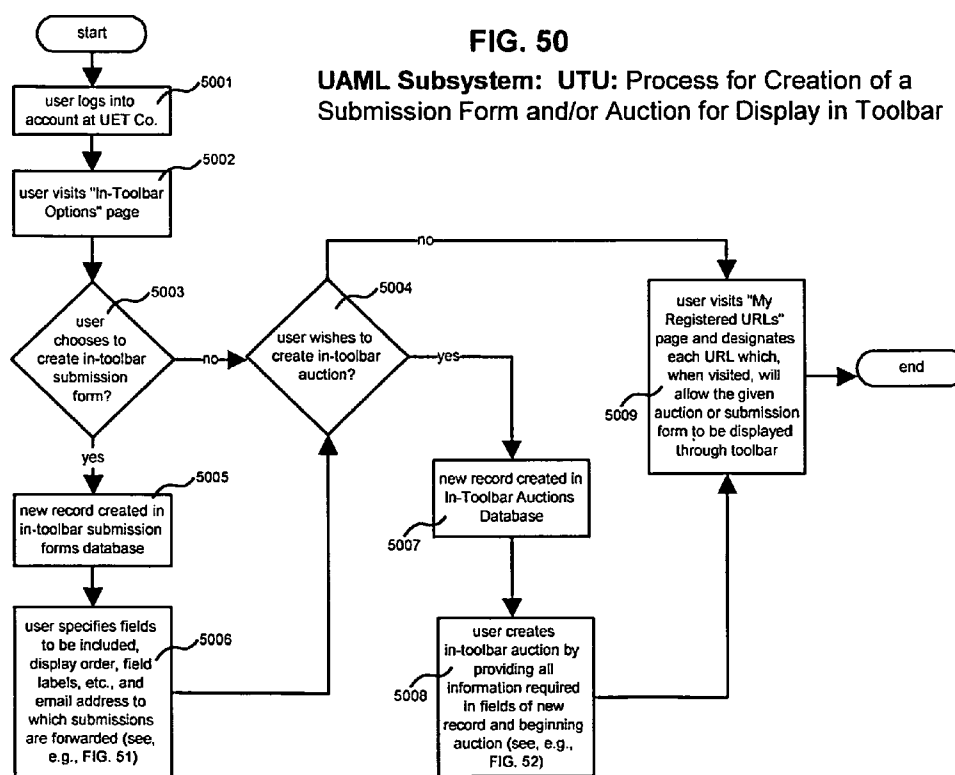 start
FIG. 50
UAML Subsystem: UTU: Process for Creation of a
Submission Form and/or Auction for Display in Toolbar
5001
user logs into
account at UET Co.
5002
user visits "In-Toolbar
Options" page
5003
user
chooses to
create in-toolbar
submission
form?
no
yes
5004
user wishes to
create in-toolbar
auction?
no
yes
5005
new record created in
in-toolbar submission
forms database
5006
user specifies fields
to be included,
display order, field
labels, etc., and
email address to
which submissions
are forwarded (see,
e.g., FIG. 51)
new record created in
In-Toolbar Auctions
Database
5007
user creates
in-toolbar auction by
providing all
information required
in fields of new
record and beginning
auction (see, e.g.,
FIG. 52)
5008
user visits "My
Registered URLs"
page and designates
each URL which,
when visited, will
allow the given
auction or submission
form to be displayed
through toolbar
5009
end